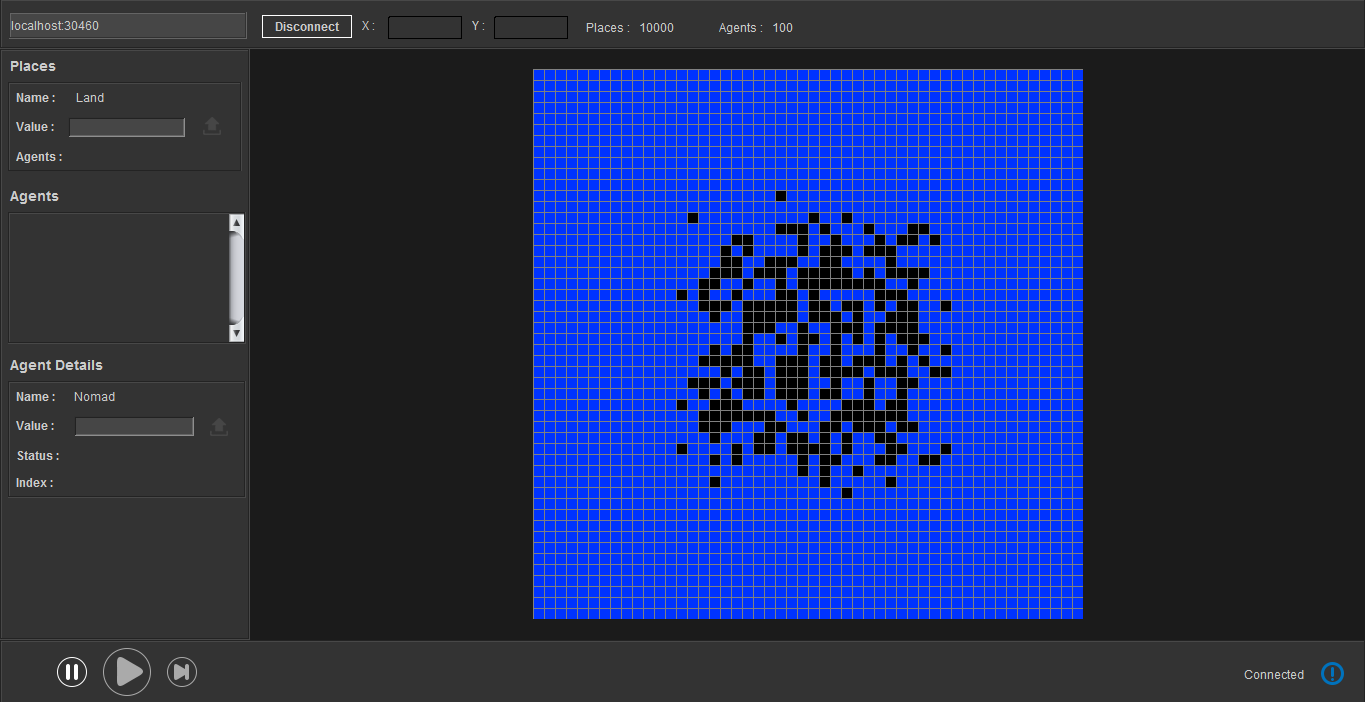 localhost:30460 Disconnect X : Y : Places : 10000 Agents : 100
Places
Name : Land
Value :
Agents :
Agents
Agent Details
Name : Nomad
Value :
Status :
Index :
Connected